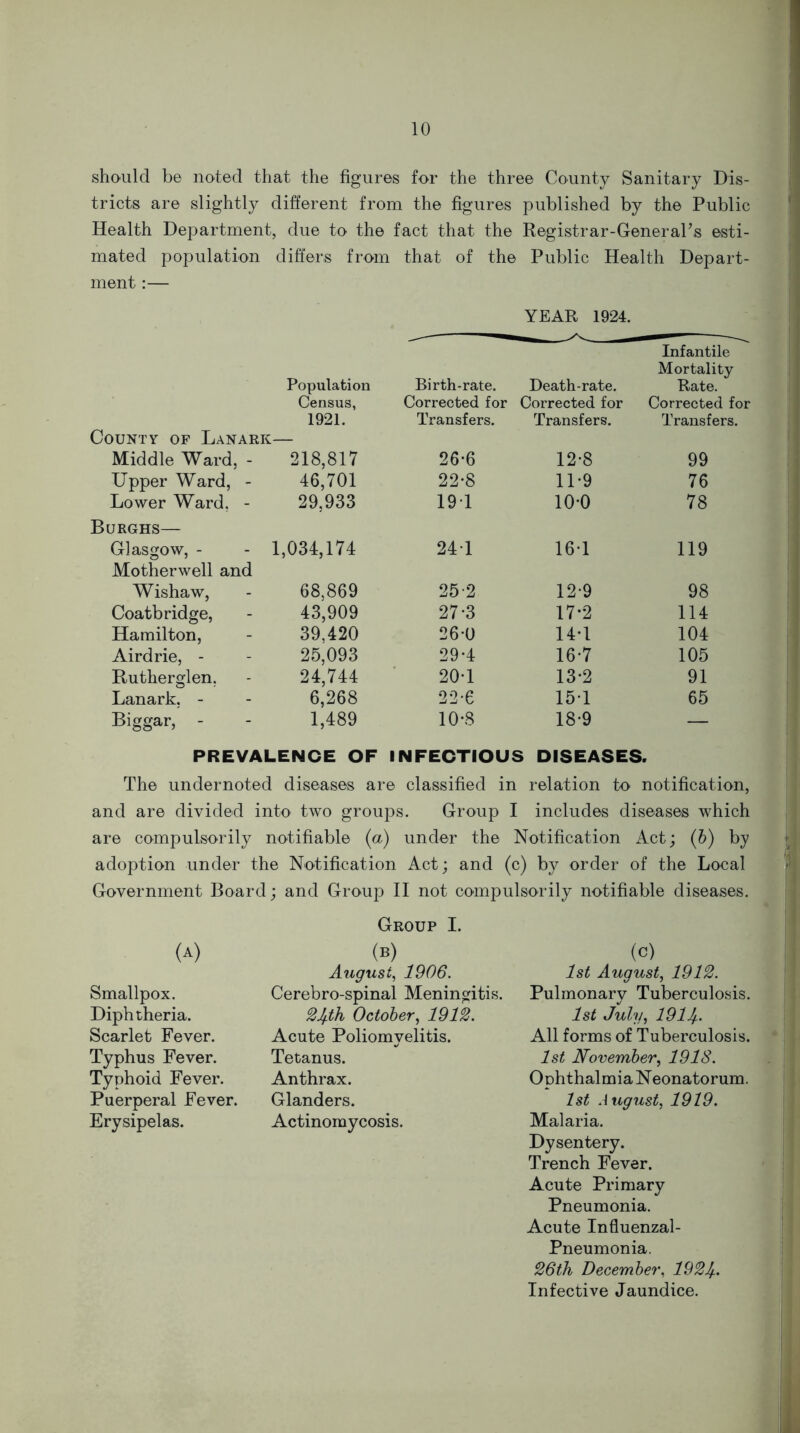 10
should be noted that the figures for the three County Sanitary Dis-
tricts are slightly different from the figures published by the Public
Health Department, due to the fact that the Registrar-General's esti-
mated population differs from that of the Public Health Depart-
ment :—
YEAR 1924.
Infantile
Mortality
Population Birth-rate. Death-rate. Rate.
Census, Corrected for Corrected for Corrected for
1921. Transfers. Transfers. Transfers.
County of Lanark—
Middle Ward, - 218,817 26·6 12·8 99
Upper Ward, - 46,701 22·8 11·9 76
Lower Ward, - 29,933 19·1 10·0 78
Burghs—
Glasgow, - - 1,034,174 24·1 16·1 119
Motherwell and
Wishaw, - 68,869 25·2 12·9 98
Coatbridge, - 43,909 27·3 17·2 114
Hamilton, - 39,420 26·0 14·1 104
Airdrie, - - 25,093 29·4 16·7 105
Rutherglen, - 24,744 20·1 13·2 91
Lanark, - - 6,268 22·6 15·1 65
Biggar, - - 1,489 10·8 18·9 —
PREVALENCE OF INFECTIOUS DISEASES.
The undernoted diseases are classified in relation to notification,
and are divided into two groups. Group I includes diseases which
are compulsorily notifiable (a) under the Notification Act; (b) by
adoption under the Notification Act; and (c) by order of the Local
Government Board; and Group II not compulsorily notifiable diseases.
Group I.
(A) (B) (C)
August, 1906. 1st August, 1912.
Smallpox. Cerebro-spinal Meningitis. Pulmonary Tuberculosis.
Diphtheria. 24th October, 1912. 1st July, 1914.
Scarlet Fever. Acute Poliomyelitis. All forms of Tuberculosis.
Typhus Fever. Tetanus. 1st November, 1918.
Typhoid Fever. Anthrax. Ophthalmia Neonatorum.
Puerperal Fever. Glanders. 1st August, 1919.
Erysipelas. Actinomycosis. Malaria.
Dysentery.
Trench Fever.
Acute Primary
Pneumonia.
Acute Influenzal-
Pneumonia.
26th December, 1924.
Infective Jaundice.